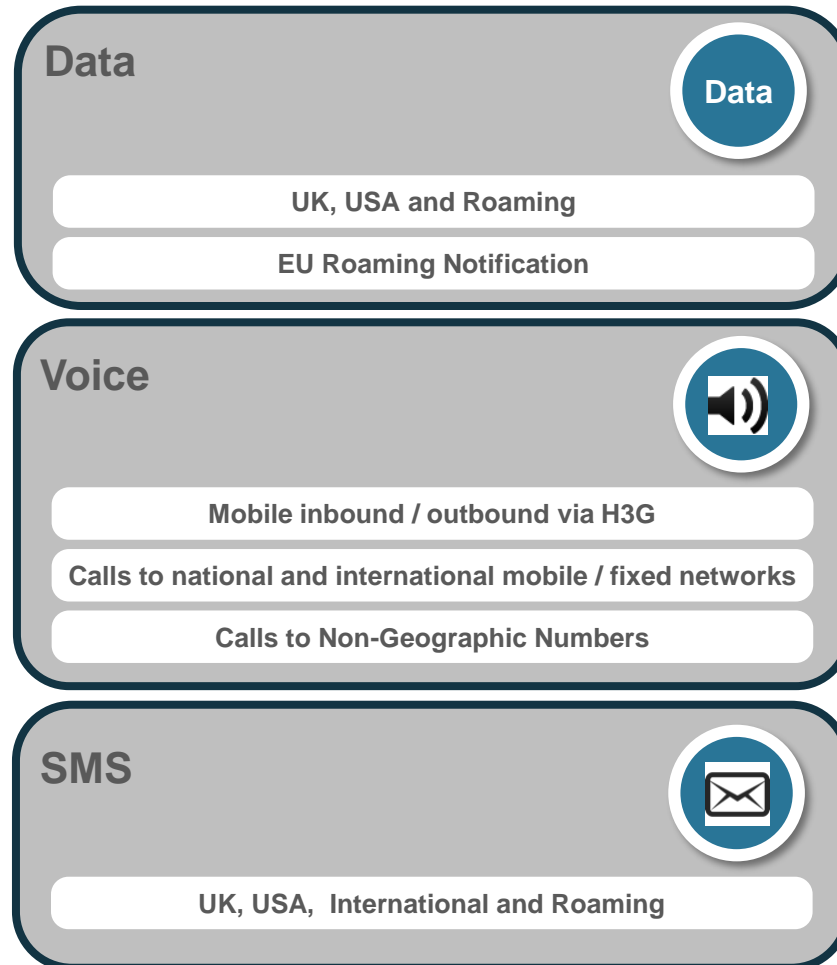 Data
Data
UK, USA and Roaming
EU Roaming Notification
Voice
Mobile inbound / outbound via H3G
Calls to national and international mobile / fixed networks
Calls to Non-Geographic Numbers
SMS
UK, USA,  International and Roaming